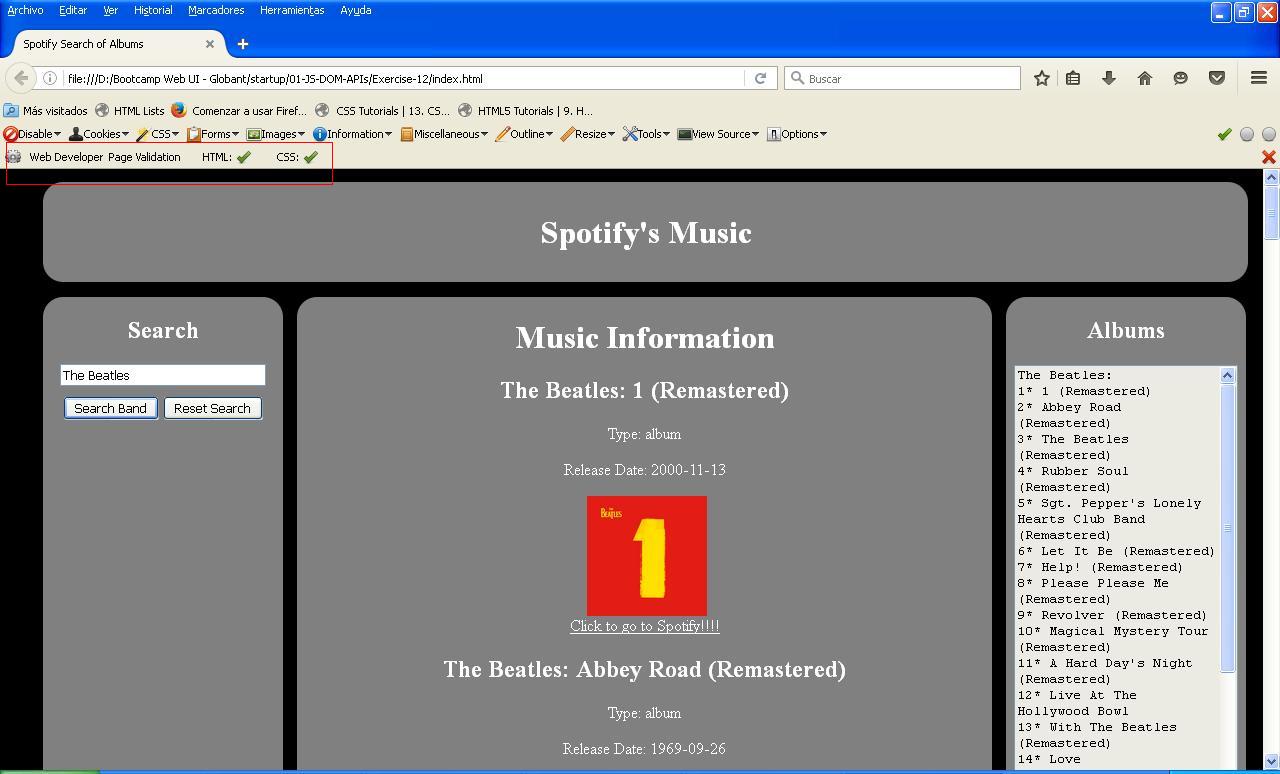 Archivo Editar Ver Historial Marcadores Herramientas Ayuda
Spotify Search of Albums
file:///D:/Bootcamp Web UI - Globant/startup/01-JS-DOM-APIs/Exercise-12/index.html
Buscar
Más visitados HTML Lists Comenzar a usar Firef... CSS Tutorials | 13. CS... HTML5 Tutorials | 9. H...
Disable Cookies CSS Forms Images Information Miscellaneous Outline Resize Tools View Source Options
Web Developer Page Validation HTML: CSS:
Spotify's Music
Search
The Beatles
Search Band Reset Search
Music Information
The Beatles: 1 (Remastered)
Type: album
Release Date: 2000-11-13
The BEATLES
1
Click to go to Spotify!!!!
The Beatles: Abbey Road (Remastered)
Type: album
Release Date: 1969-09-26
Albums
The Beatles:
1* 1 (Remastered)
2* Abbey Road
(Remastered)
3* The Beatles
(Remastered)
4* Rubber Soul
(Remastered)
5* Sgt. Pepper's Lonely
Hearts Club Band
(Remastered)
6* Let It Be (Remastered)
7* Help! (Remastered)
8* Please Please Me
(Remastered)
9* Revolver (Remastered)
10* Magical Mystery Tour
(Remastered)
11* A Hard Day's Night
(Remastered)
12* Live At The
Hollywood Bowl
13* With The Beatles
(Remastered)
14* Love